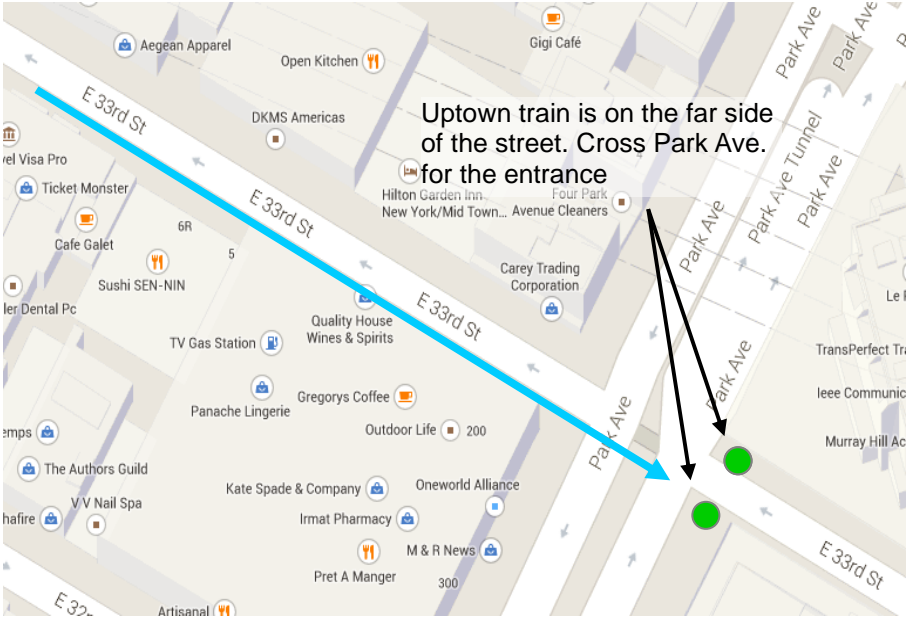 Aegean Apparel
Gigi Café
Park Ave
Park Ave
Open Kitchen
E 33rd St
DKMS Americas
Uptown train is on the far side
of the street. Cross Park Ave.
for the entrance
vel Visa Pro
Ticket Monster
Hilton Garden Inn
New York/Mid Town...
Four Park
Avenue Cleaners
Park Ave Tunnel
Park Ave
Park Ave
Cafe Galet
6R
5
E 33rd St
Sushi SEN-NIN
Carey Trading
Corporation
ler Dental Pc
Quality House
Wines & Spirits
E 33rd St
Le
TV Gas Station
TransPerfect Tra
Panache Lingerie
Gregorys Coffee
Park Ave
Ieee Communic
Outdoor Life
200
Park Ave
emps
Murray Hill Ac
The Authors Guild
Kate Spade & Company
Oneworld Alliance
V V Nail Spa
hafire
Irmat Pharmacy
M & R News
E 33rd St
Pret A Manger
300
E 32n
Artisanal